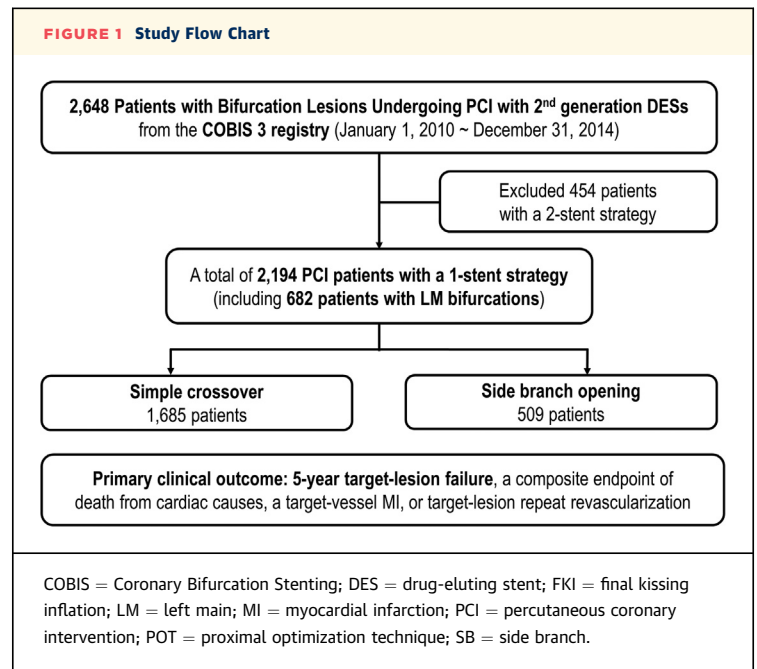 FIGURE 1 Study Flow Chart
2,648 Patients with Bifurcation Lesions Undergoing PCI with 2nd generation DESs
from the COBIS 3 registry (January 1, 2010 ~ December 31, 2014)
Excluded 454 patients
with a 2-stent strategy
A total of 2,194 PCI patients with a 1-stent strategy
(including 682 patients with LM bifurcations)
Simple crossover
1,685 patients
Side branch opening
509 patients
Primary clinical outcome: 5-year target-lesion failure, a composite endpoint of
death from cardiac causes, a target-vessel MI, or target-lesion repeat revascularization
COBIS = Coronary Bifurcation Stenting; DES = drug-eluting stent; FKI = final kissing
inflation; LM = left main; MI = myocardial infarction; PCI = percutaneous coronary
intervention; POT = proximal optimization technique; SB = side branch.